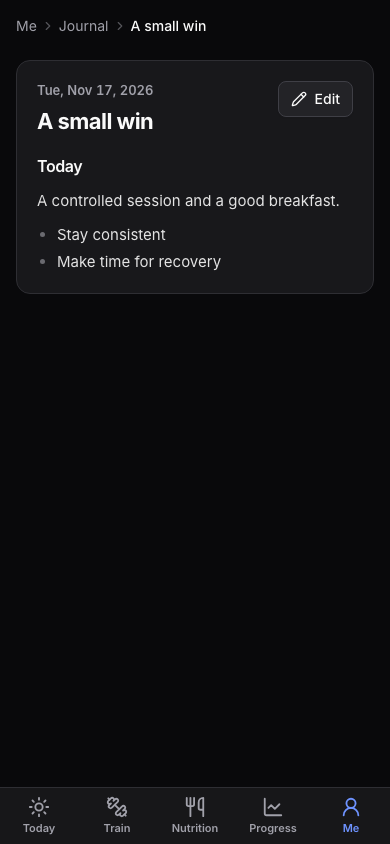 Me > Journal > A small win
Tue, Nov 17, 2026
Edit
A small win
Today
A controlled session and a good breakfast.
• Stay consistent
• Make time for recovery
Today Train Nutrition Progress Me